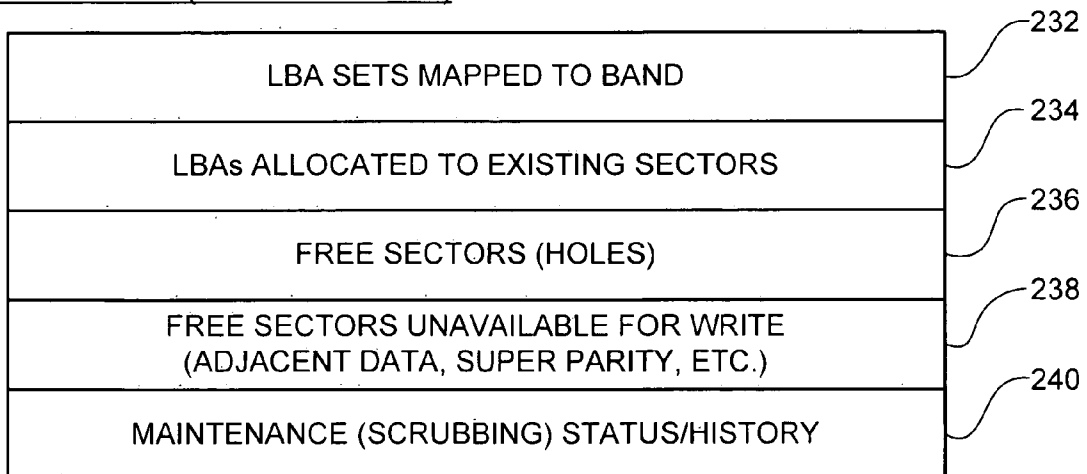 232
LBA SETS MAPPED TO BAND
234
LBAs ALLOCATED TO EXISTING SECTORS
236
FREE SECTORS (HOLES)
238
FREE SECTORS UNAVAILABLE FOR WRITE
(ADJACENT DATA, SUPER PARITY, ETC.)
240
MAINTENANCE (SCRUBBING) STATUS/HISTORY